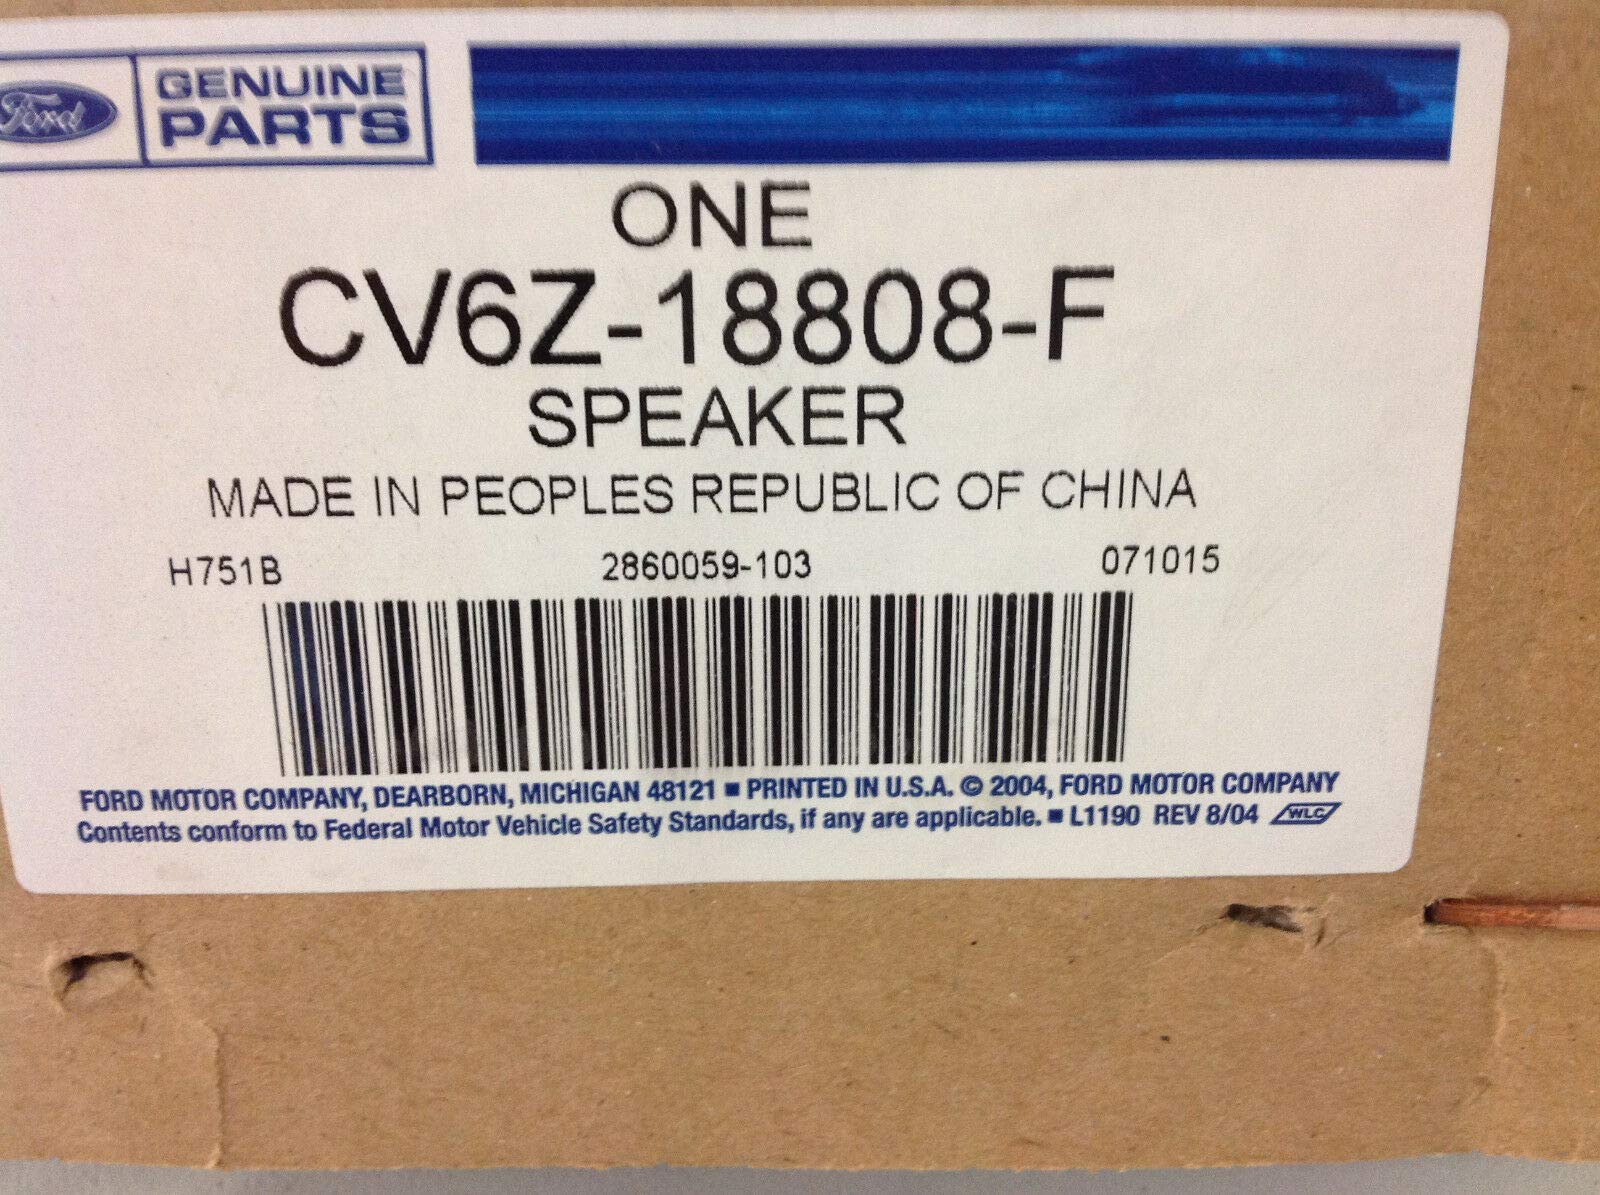 Ford GENUINE
PARTS
ONE
CV6Z-18808-F
SPEAKER
MADE IN PEOPLES REPUBLIC OF CHINA
H751B 2860059-103 071015
FORD MOTOR COMPANY, DEARBORN, MICHIGAN 48121 ■ PRINTED IN U.S.A. © 2004, FORD MOTOR COMPANY
Contents conform to Federal Motor Vehicle Safety Standards, if any are applicable. ■ L1190 REV 8/04 WLC